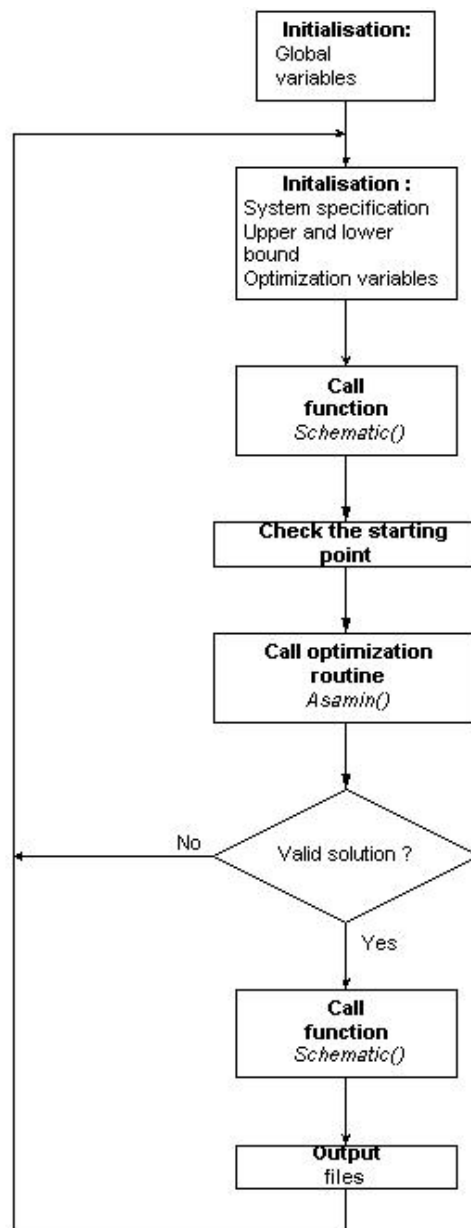 Initialisation:
Global
variables
Initalisation :
System specification
Upper and lower
bound
Optimization variables
Call
function
Schematic()
Check the starting
point
Call optimization
routine
Asamin()
Valid solution ?
No
Yes
Call
function
Schematic()
Output
files